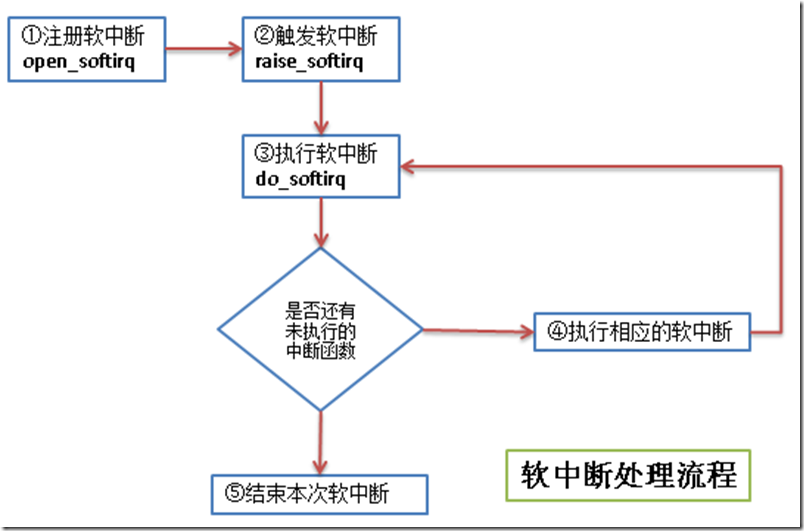 ①注册软中断
open_softirq
②触发软中断
raise_softirq
③执行软中断
do_softirq
是否还有
未执行的
中断函数
④执行相应的软中断
⑤结束本次软中断
软中断处理流程